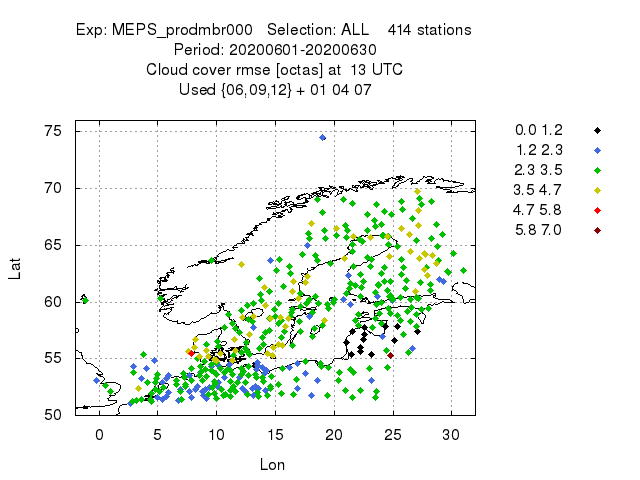 Exp: MEPS_prodmbr000   Selection: ALL    414 stations
Period: 20200601-20200630
Cloud cover rmse [octas] at  13 UTC
Used {06,09,12} + 01 04 07
0.0 1.2
1.2 2.3
2.3 3.5
3.5 4.7
4.7 5.8
5.8 7.0
75
70
65
60
55
50
Lat
0 5 10 15 20 25 30
Lon